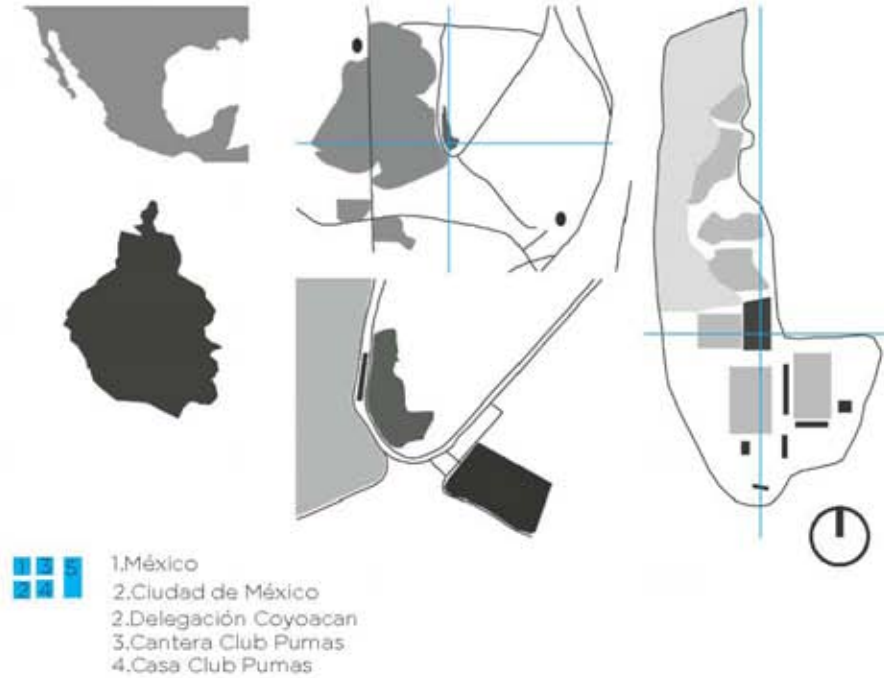 1 3 5
2 4
1.México
2.Ciudad de México
2.Delegación Coyoacan
3.Cantera Club Pumas
4.Casa Club Pumas